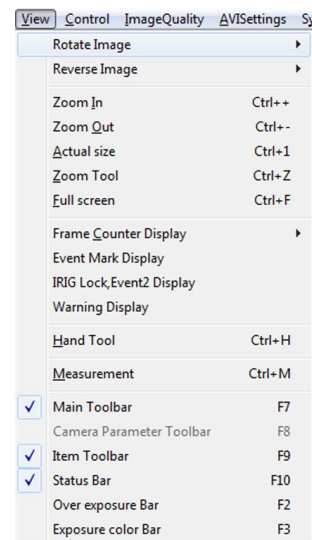 View Control ImageQuality AVISettings
Rotate Image
Reverse Image
Zoom In Ctrl++
Zoom Out Ctrl+-
Actual size Ctrl+1
Zoom Tool Ctrl+Z
Full screen Ctrl+F
Frame Counter Display
Event Mark Display
IRIG Lock,Event2 Display
Warning Display
Hand Tool Ctrl+H
Measurement Ctrl+M
Main Toolbar F7
Camera Parameter Toolbar F8
Item Toolbar F9
Status Bar F10
Over exposure Bar F2
Exposure color Bar F3